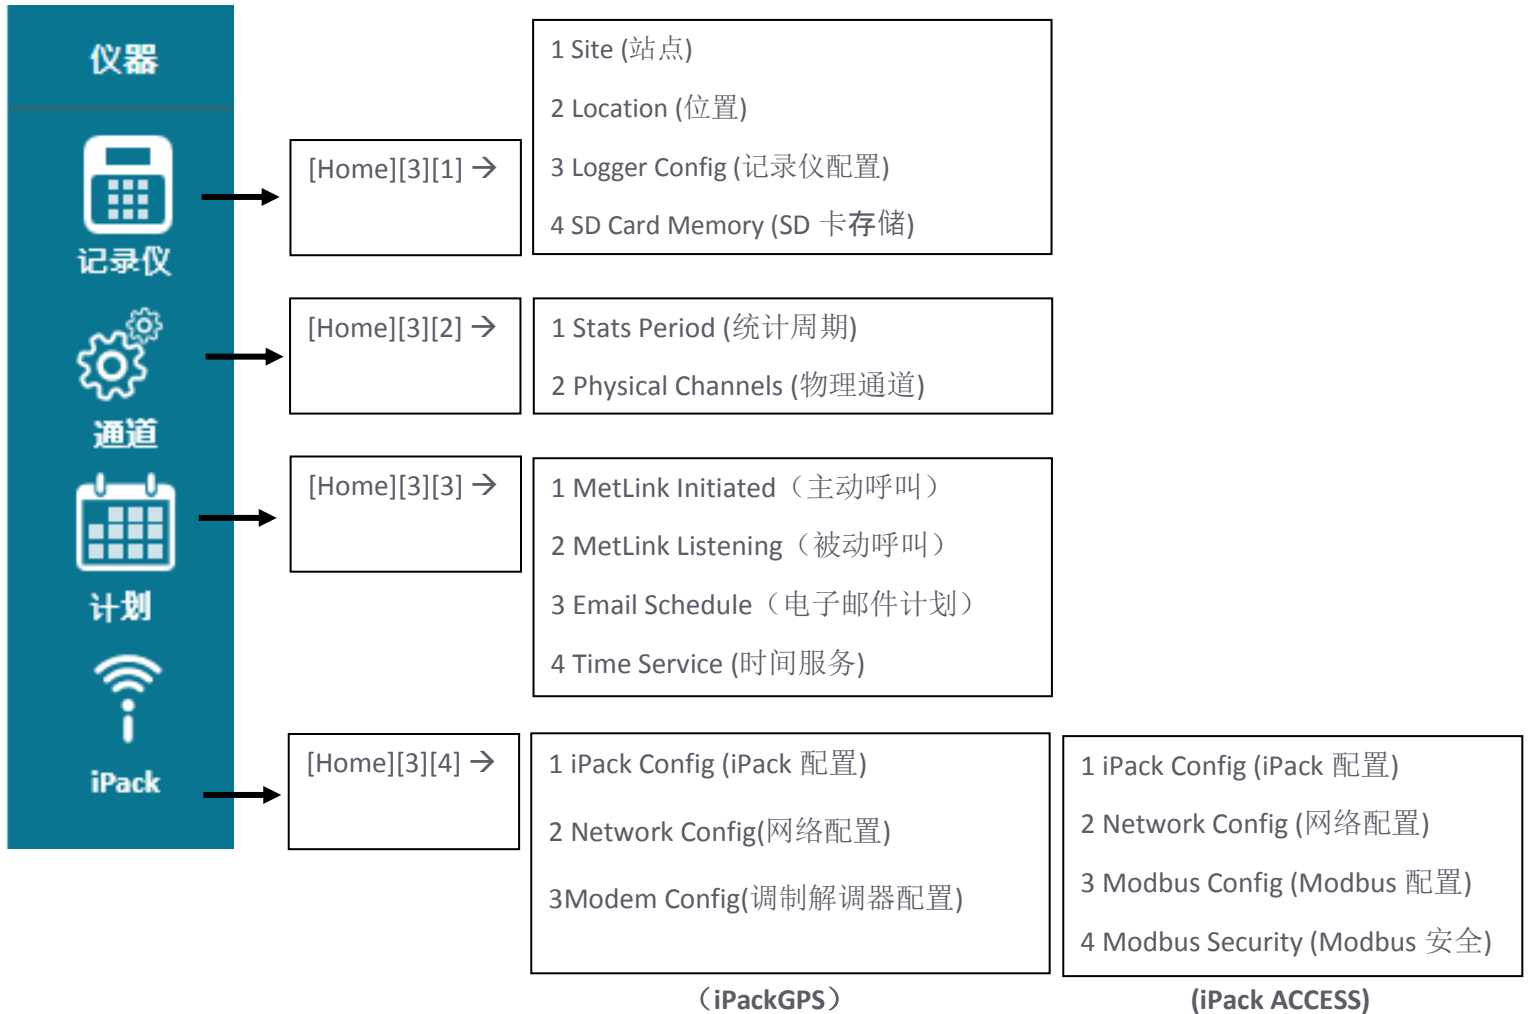 仪器
记录仪
[Home][3][1] →
1 Site (站点)
2 Location (位置)
3 Logger Config (记录仪配置)
4 SD Card Memory (SD 卡存储)
通道
[Home][3][2] →
1 Stats Period (统计周期)
2 Physical Channels (物理通道)
计划
[Home][3][3] →
1 MetLink Initiated（主动呼叫）
2 MetLink Listening（被动呼叫）
3 Email Schedule（电子邮件计划）
4 Time Service (时间服务)
iPack
[Home][3][4] →
1 iPack Config (iPack 配置)
2 Network Config(网络配置)
3Modem Config(调制解调器配置)
（iPackGPS）
1 iPack Config (iPack 配置)
2 Network Config (网络配置)
3 Modbus Config (Modbus 配置)
4 Modbus Security (Modbus 安全)
(iPack ACCESS)